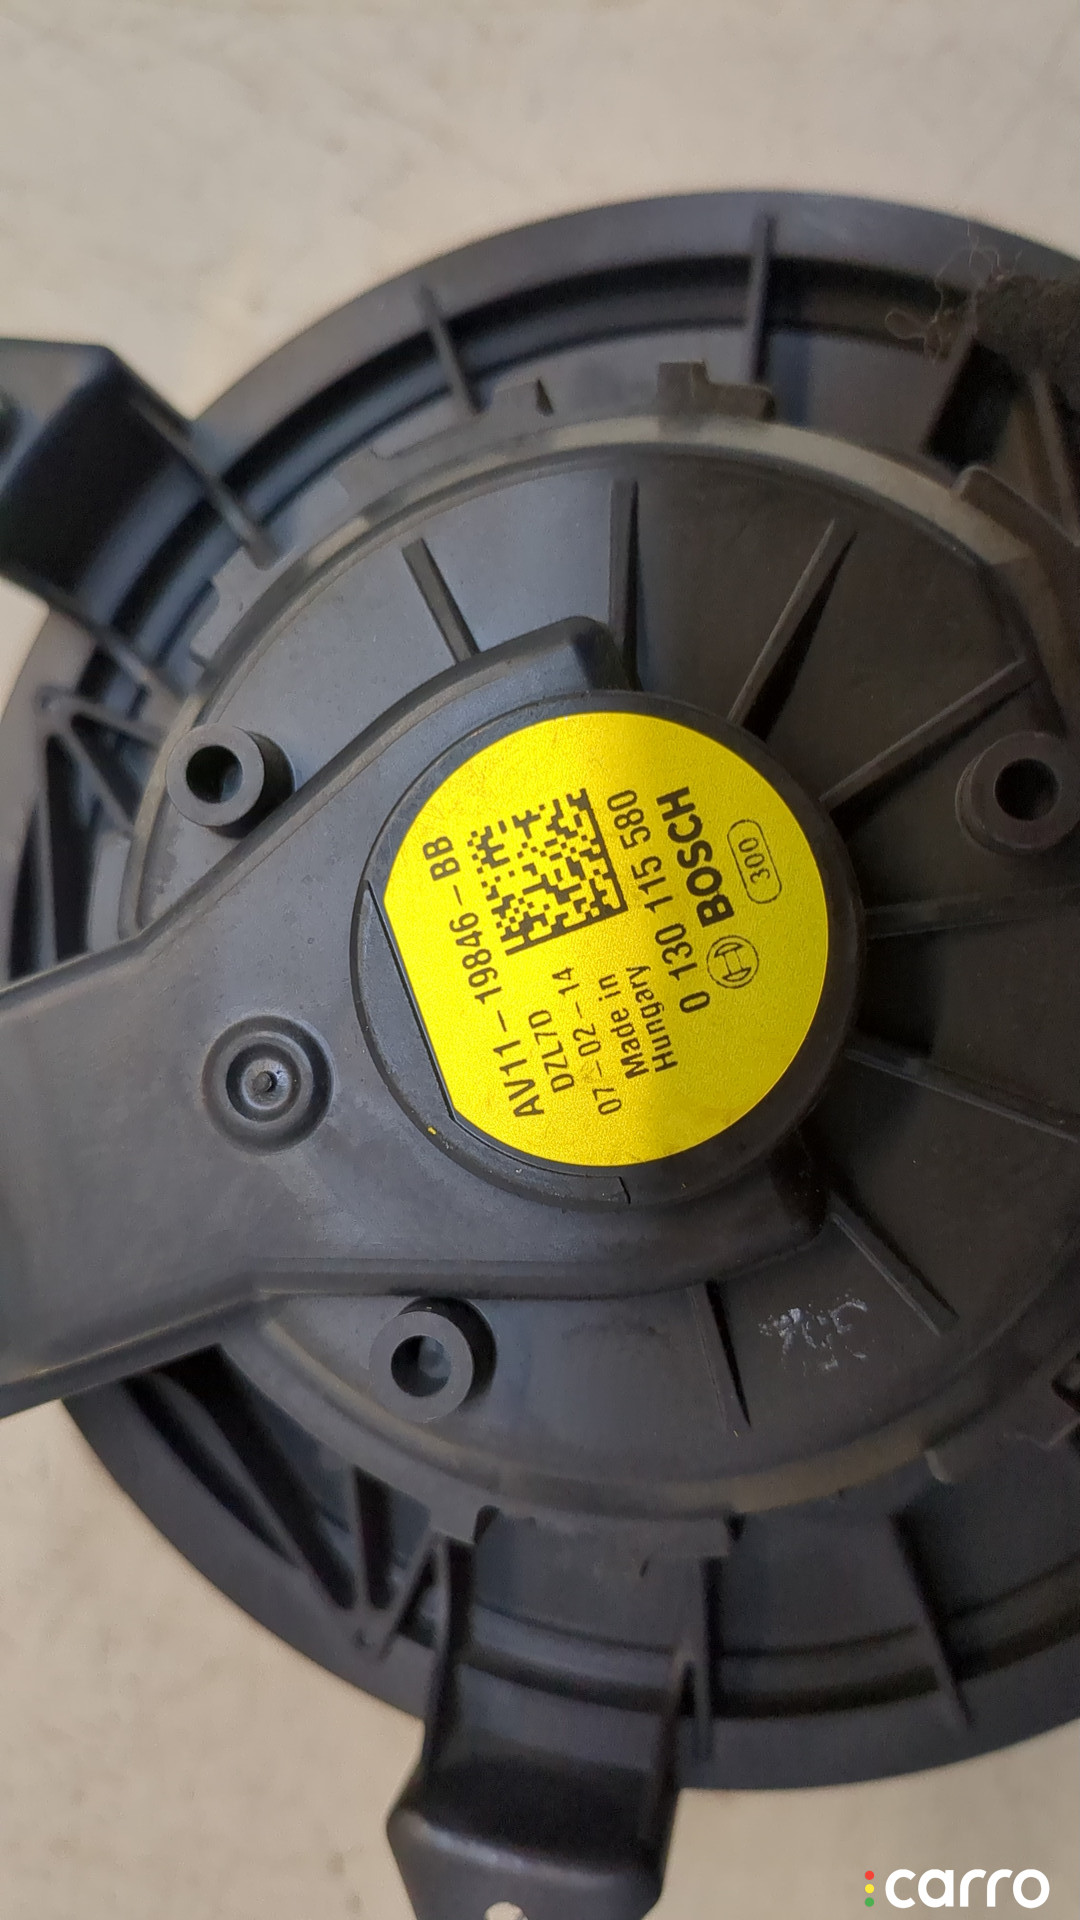 AV11-19846-BB
DZL7D
07-02-14
Made in
Hungary
0 130 115 580
BOSCH
300
carro